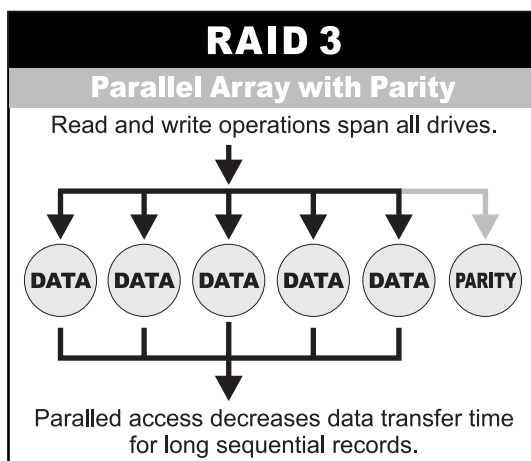 RAID 3
Parallel Array with Parity
Read and write operations span all drives.
DATA DATA DATA DATA DATA PARITY
Paralled access decreases data transfer time
for long sequential records.